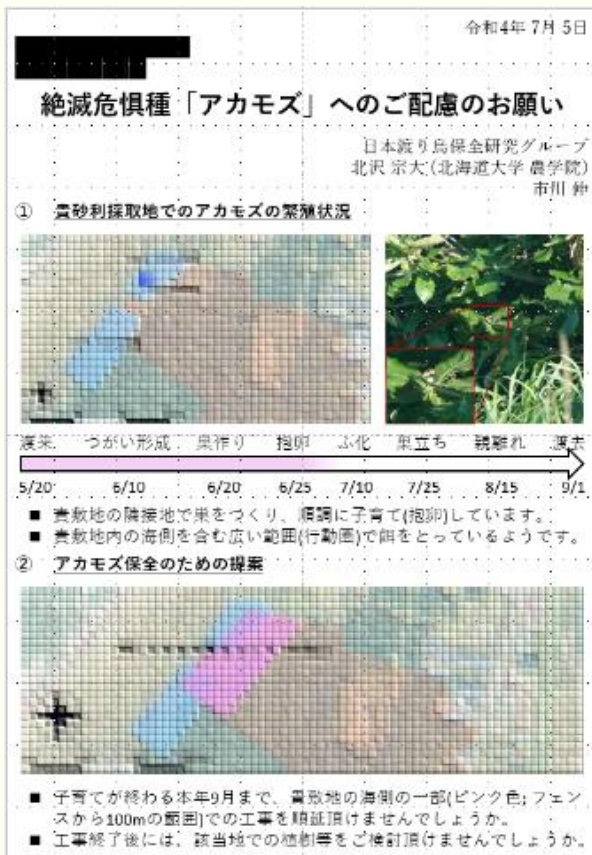 令和4年 7月 5日
絶滅危惧種「アカモズ」へのご配慮のお願い
日本渡り鳥保全研究グループ
北沢 宗大(北海道大学 農学院)
市川 伸
① 貴砂利採取地でのアカモズの繁殖状況
渡来 つがい形成 巣作り 抱卵 ふ化 巣立ち 親離れ 渡去
5/20 6/10 6/20 6/25 7/10 7/25 8/15 9/1
■ 貴敷地の隣接地で巣をつくり、順調に子育て(抱卵)しています。
■ 貴敷地内の海側を含む広い範囲(行動圏)で餌をとっているようです。
② アカモズ保全のための提案
■ 子育てが終わる本年9月まで、貴敷地の海側の一部(ピンク色; フェン
スから100mの範囲)での工事を順延頂けませんでしょうか。
■ 工事終了後には、該当地での植樹等をご検討頂けませんでしょうか。